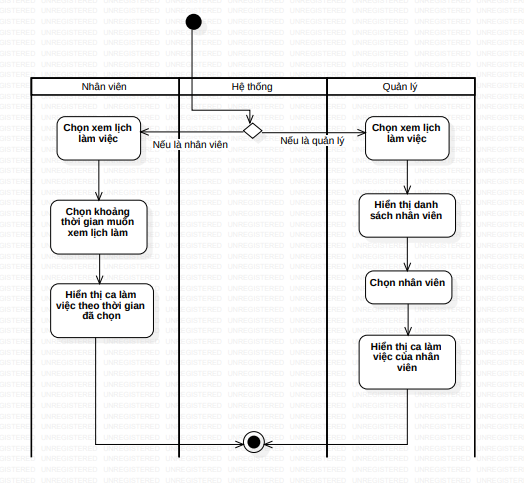 Nhân viên
Hệ thống
Quản lý
Chọn xem lịch
làm việc
Nếu là nhân viên
Nếu là quản lý
Chọn xem lịch
làm việc
Chọn khoảng
thời gian muốn
xem lịch làm
Hiển thị danh
sách nhân viên
Hiển thị ca làm
việc theo thời gian
đã chọn
Chọn nhân viên
Hiển thị ca làm
việc của nhân
viên
UNREGISTERED